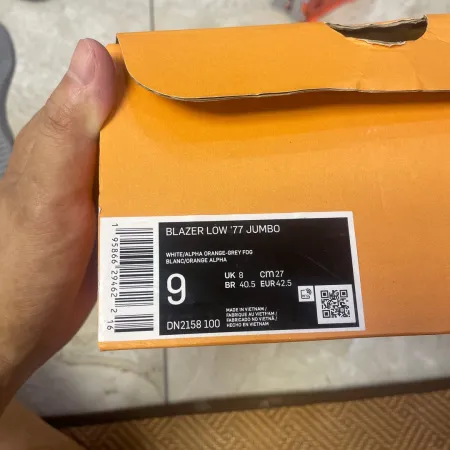 BLAZER LOW '77 JUMBO
WHITE/ALPHA ORANGE-GREY FOG
BLANC/ORANGE ALPHA
9
UK 8 CM 27
BR 40.5 EUR 42.5
DN2158 100
MADE IN VIETNAM /
FABRIQUE AU VIETNAM /
FABRICADO NO VIETNAM /
HECHO EN VIETNAM
1 95866 29462 2 16